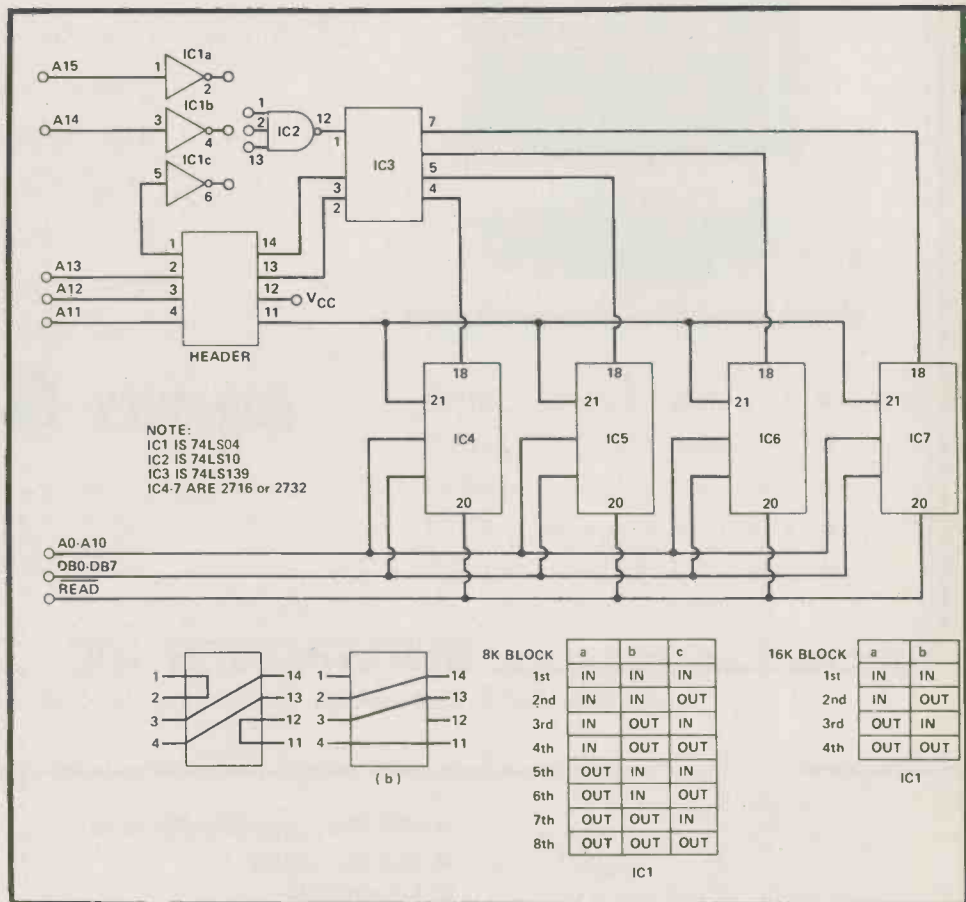 A15
1
IC1a
2
A14
3
IC1b
4
1
2
13
IC2
12
1
IC3
7
5
4
3
2
5
IC1c
6
1
14
A13
2
13
A12
3
12
VCC
A11
4
11
HEADER
18
18
18
18
21
21
21
21
IC4
IC5
IC6
IC7
20
20
20
20
NOTE:
IC1 IS 74LS04
IC2 IS 74LS10
IC3 IS 74LS139
IC4-7 ARE 2716 or 2732
A0-A10
DB0-DB7
READ
1
2
3
4
14
13
12
11
1
2
3
4
14
13
12
11
(b)
8K BLOCK a b c
1st IN IN IN
2nd IN IN OUT
3rd IN OUT IN
4th IN OUT OUT
5th OUT IN IN
6th OUT IN OUT
7th OUT OUT IN
8th OUT OUT OUT
IC1
16K BLOCK a b
1st IN IN
2nd IN OUT
3rd OUT IN
4th OUT OUT
IC1